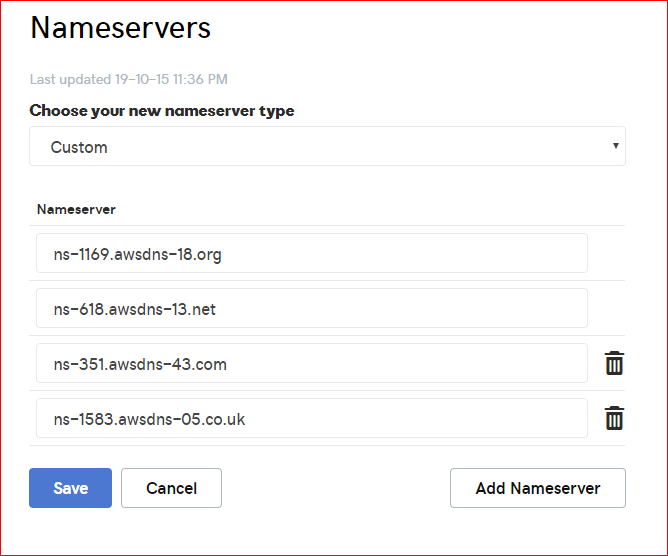 Nameservers
Last updated 19-10-15 11:36 PM
Choose your new nameserver type
Custom
Nameserver
ns-1169.awsdns-18.org
ns-618.awsdns-13.net
ns-351.awsdns-43.com
ns-1583.awsdns-05.co.uk
Save Cancel Add Nameserver